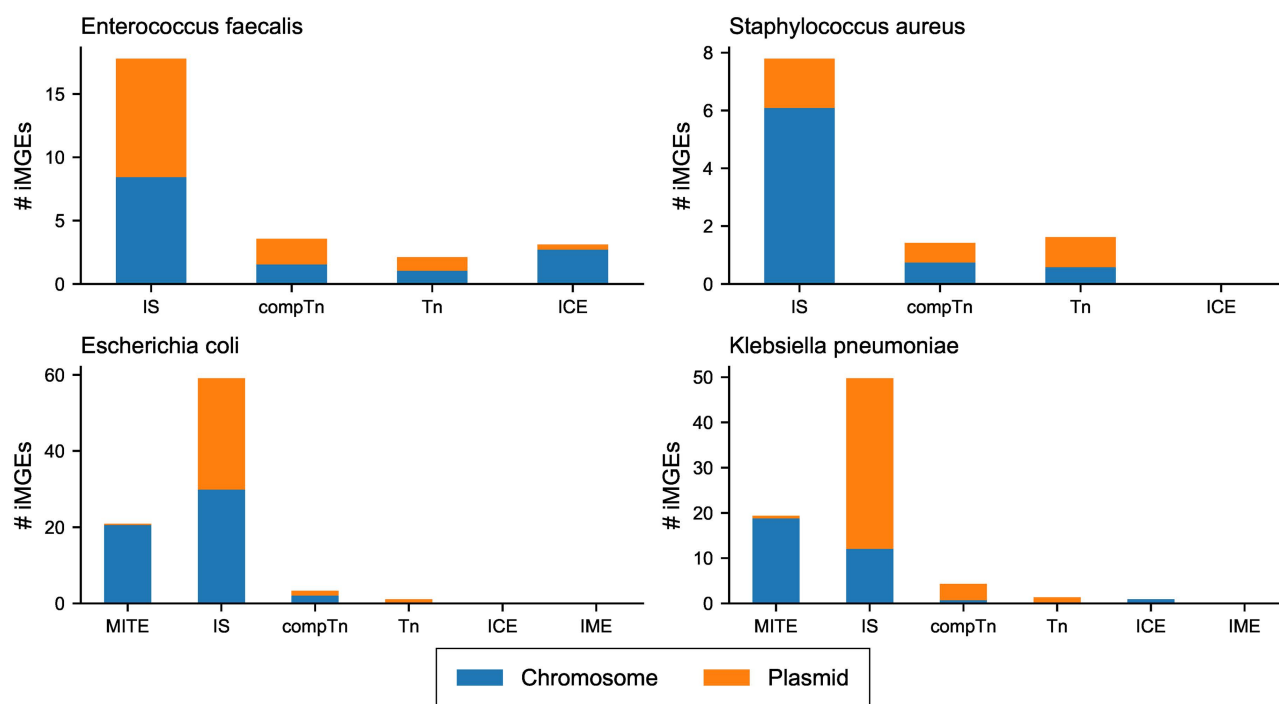 Enterococcus faecalis
# iMGEs
15
10
5
0
IS compTn Tn ICE
Staphylococcus aureus
# iMGEs
8
6
4
2
0
IS compTn Tn ICE
Escherichia coli
# iMGEs
60
40
20
0
MITE IS compTn Tn ICE IME
Klebsiella pneumoniae
# iMGEs
50
40
30
20
10
0
MITE IS compTn Tn ICE IME
Chromosome Plasmid